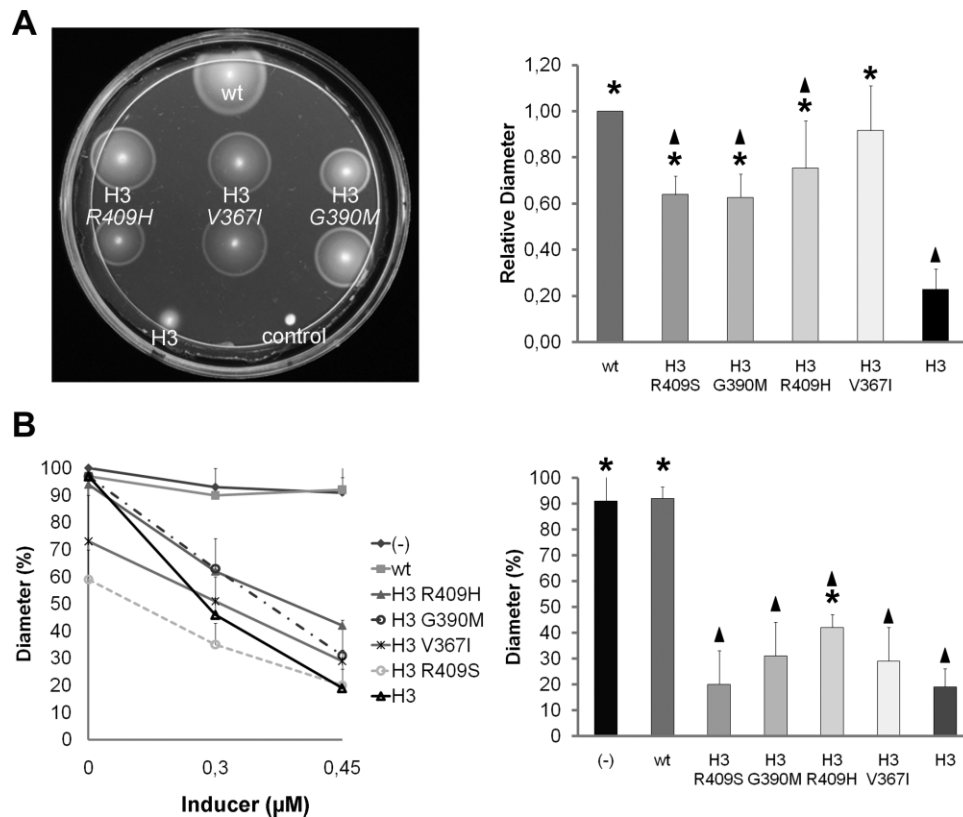 A
wt
H3 H3 H3
R409H V367I G390M
H3 control
Relative Diameter
1,20
1,00
0,80
0,60
0,40
0,20
0,00
wt H3 H3 H3 H3 H3
R409S G390M R409H V367I
* * * * *
B
Diameter (%)
100
90
80
70
60
50
40
30
20
10
0
0 0,3 0,45
Inducer (µM)
(-)
wt
H3 R409H
H3 G390M
H3 V367I
H3 R409S
H3
Diameter (%)
100
90
80
70
60
50
40
30
20
10
0
* * *
(-) wt H3 H3 H3 H3 H3
R409S G390M R409H V367I